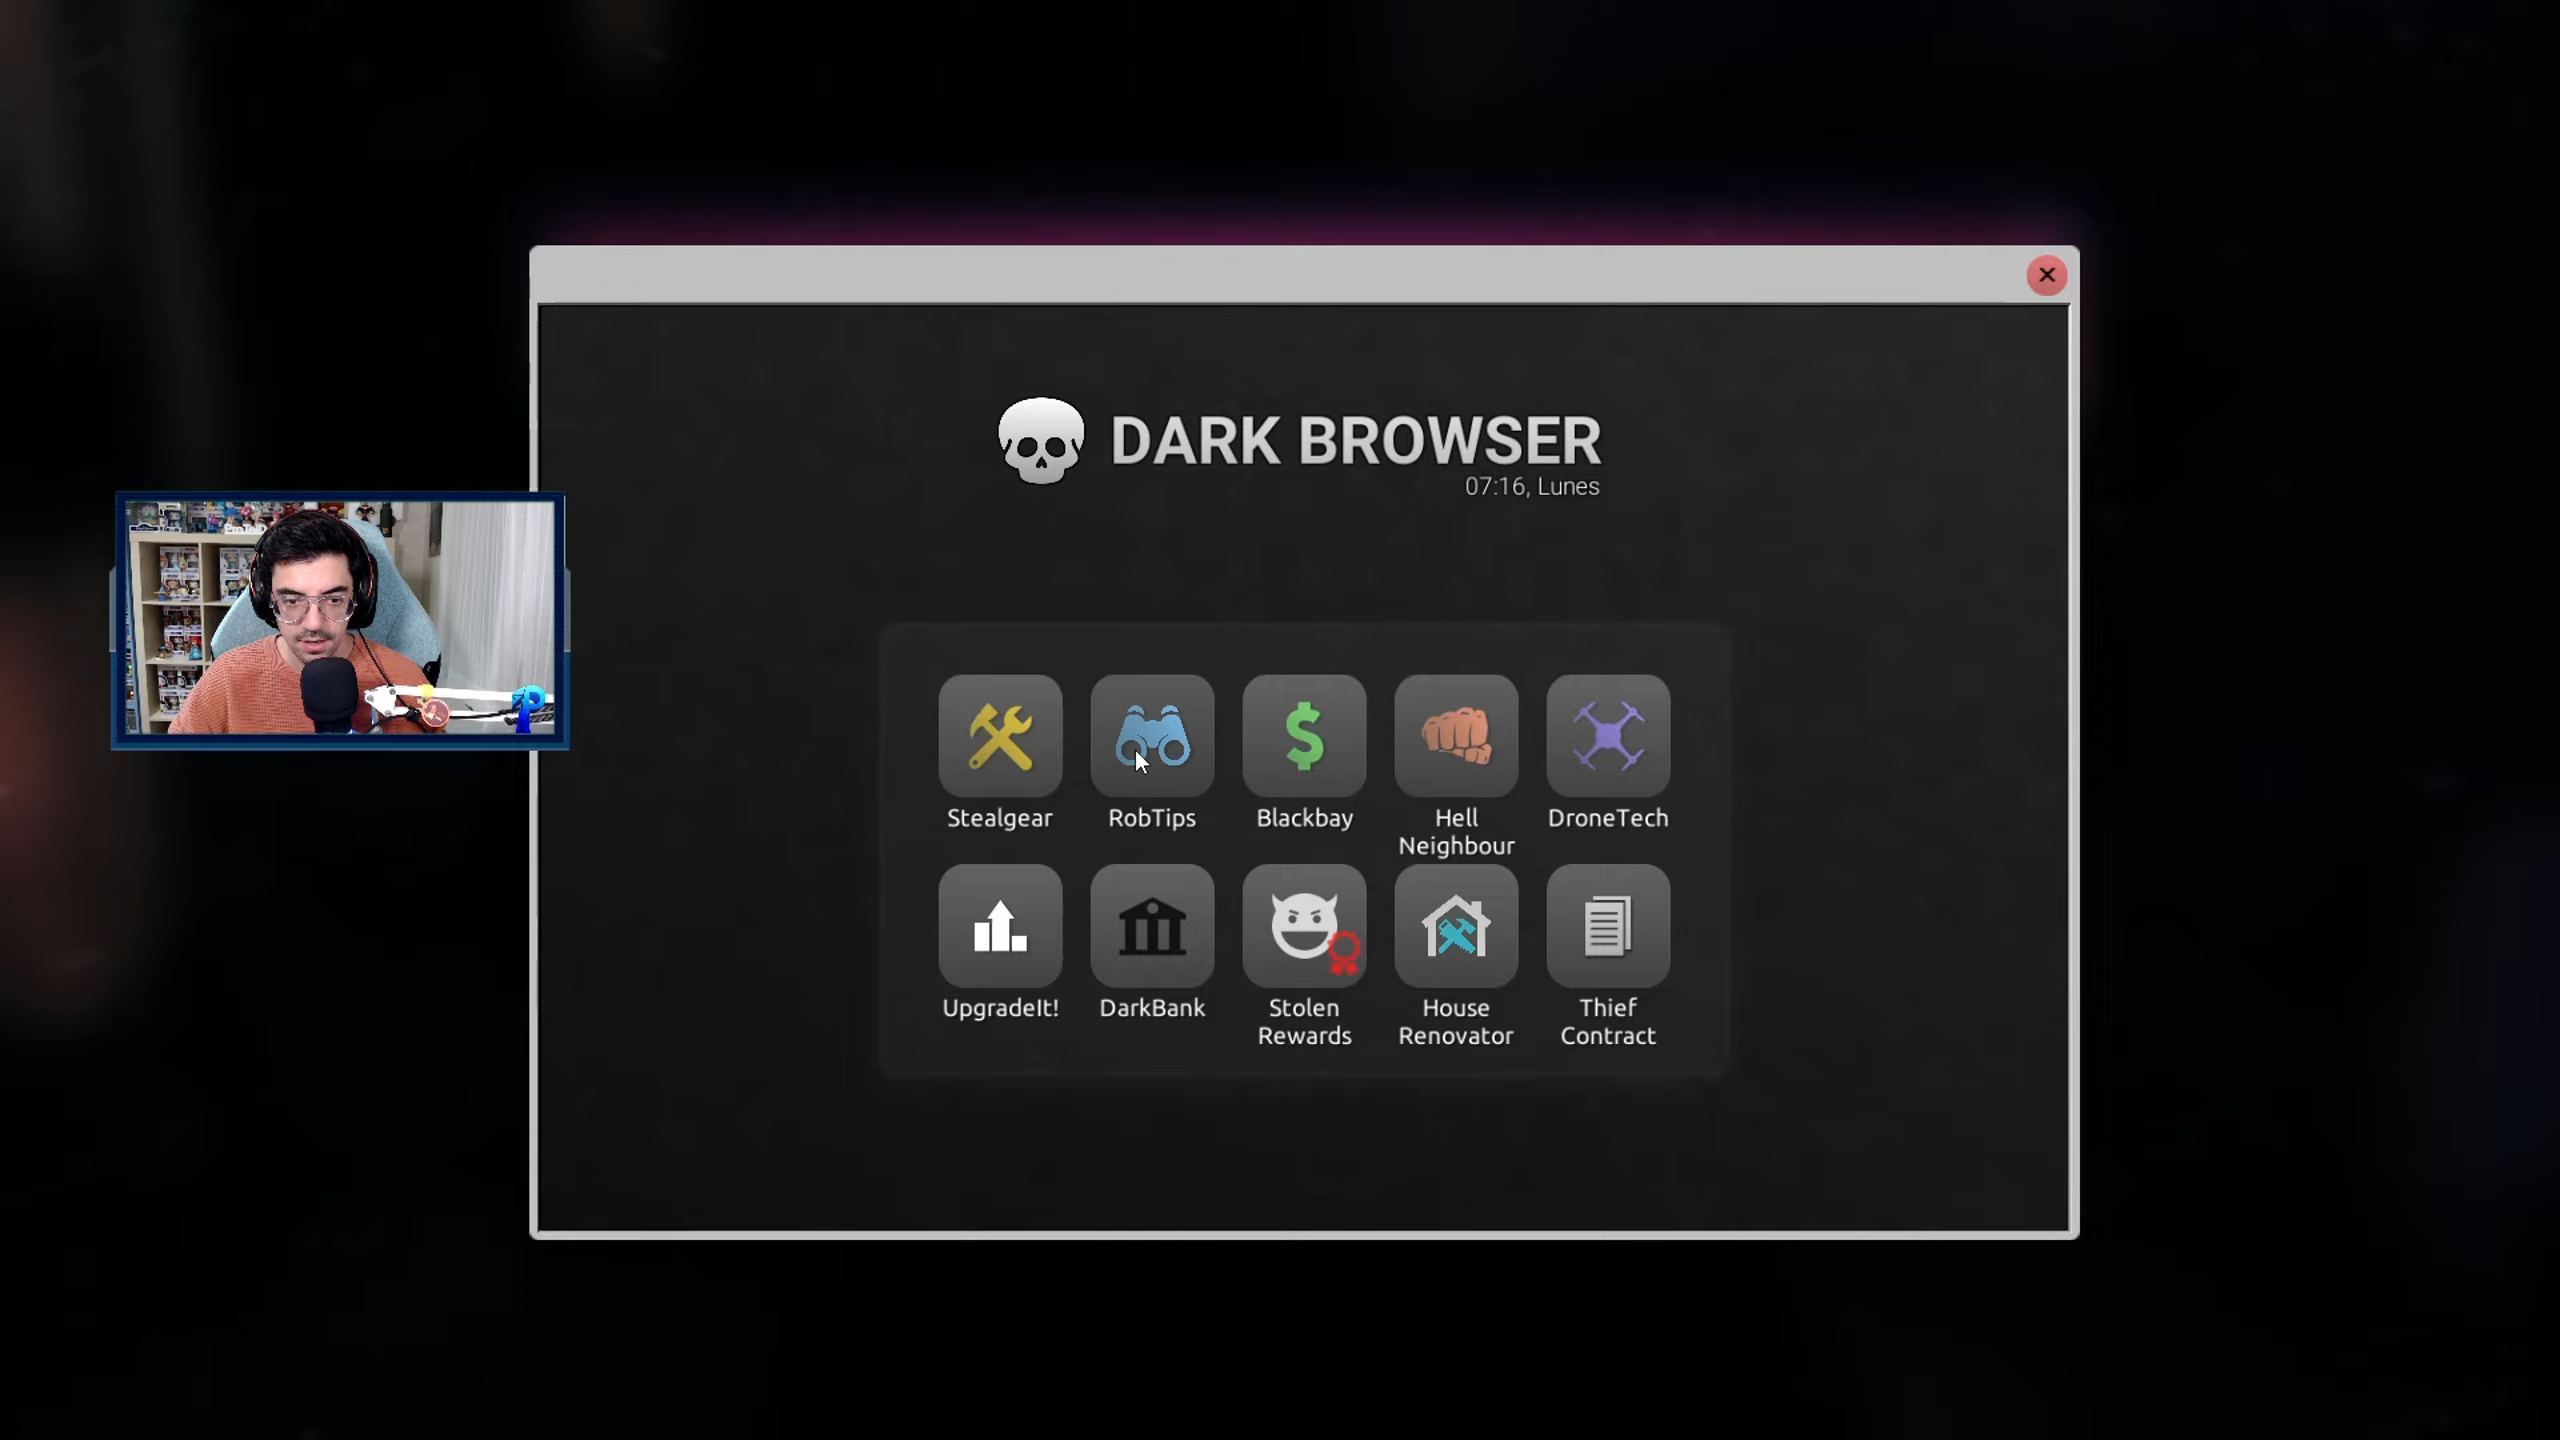 DARK BROWSER
07:16, Lunes
Stealgear
RobTips
Blackbay
Hell
Neighbour
DroneTech
UpgradeIt!
DarkBank
Stolen
Rewards
House
Renovator
Thief
Contract